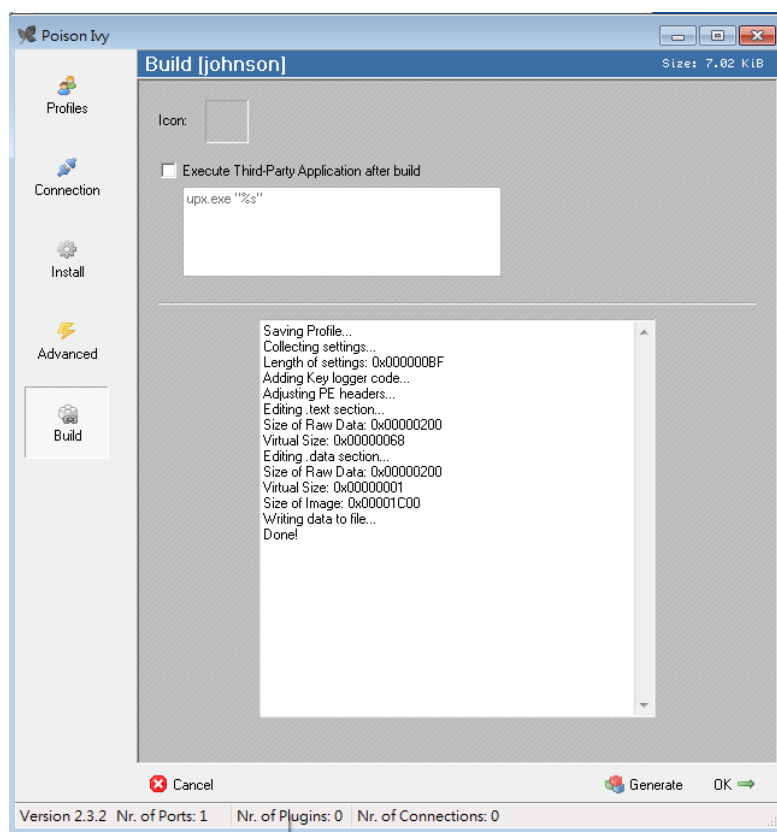 Poison Ivy
Build [johnson]
Size: 7.02 KiB
Profiles
Connection
Install
Advanced
Build
Icon:
Execute Third-Party Application after build
upx.exe "%s"
Saving Profile...
Collecting settings...
Length of settings: 0x000000BF
Adding Key logger code...
Adjusting PE headers...
Editing .text section...
Size of Raw Data: 0x00000200
Virtual Size: 0x00000068
Editing .data section...
Size of Raw Data: 0x00000200
Virtual Size: 0x00000001
Size of Image: 0x00001C00
Writing data to file...
Done!
Cancel
Generate
OK
Version 2.3.2 Nr. of Ports: 1 Nr. of Plugins: 0 Nr. of Connections: 0